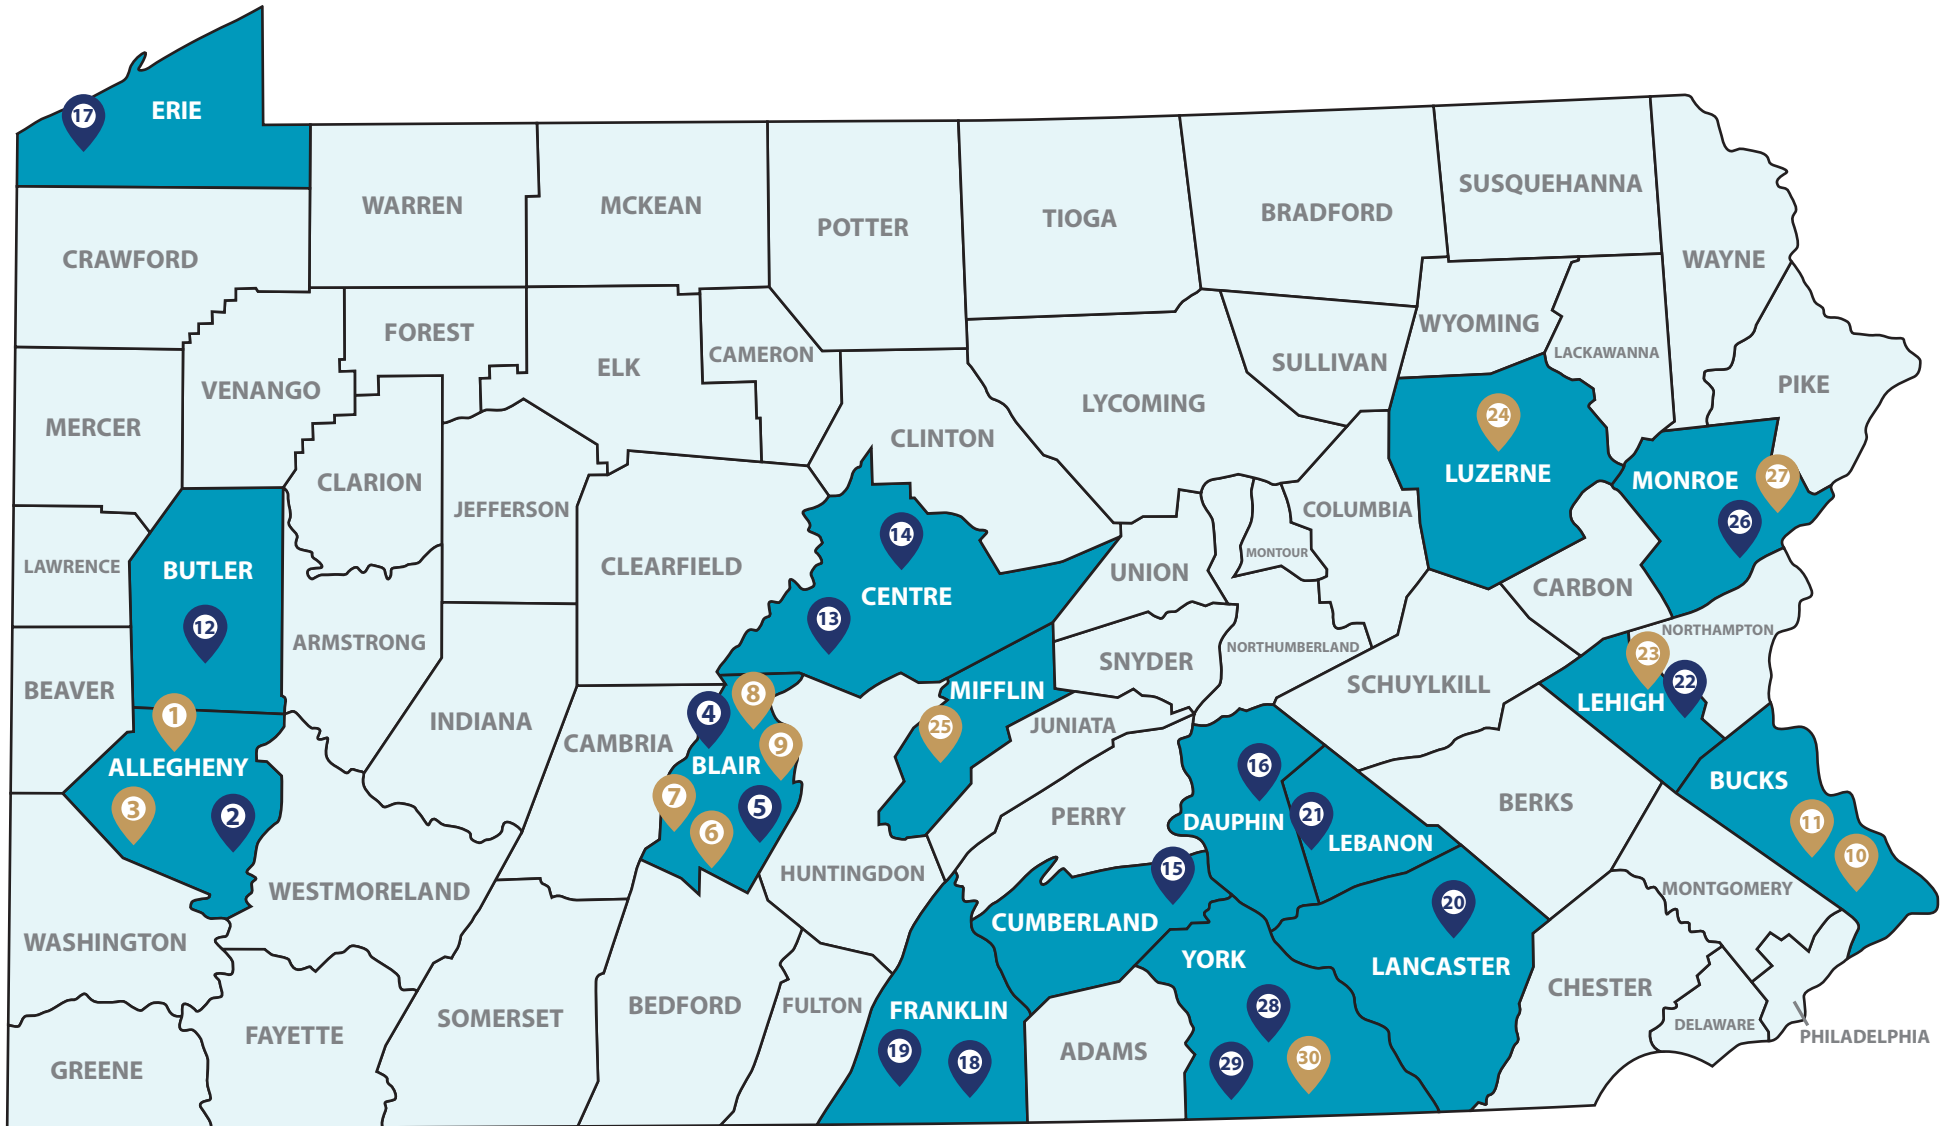 17
ERIE
SUSQUEHANNA
WARREN
MCKEAN
BRADFORD
TIOGA
POTTER
CRAWFORD
WAYNE
WYOMING
FOREST
CAMERON
LACKAWANNA
SULLIVAN
ELK
PIKE
VENANGO
LYCOMING
24
MERCER
CLINTON
LUZERNE
27
MONROE
CLARION
JEFFERSON
COLUMBIA
26
14
MONTOUR
LAWRENCE
BUTLER
CLEARFIELD
UNION
CARBON
CENTRE
13
12
NORTHAMPTON
ARMSTRONG
NORTHUMBERLAND
23
SNYDER
22
SCHUYLKILL
BEAVER
MIFFLIN
8
LEHIGH
4
1
INDIANA
25
JUNIATA
CAMBRIA
9
BLAIR
16
ALLEGHENY
BUCKS
7
BERKS
5
3
2
21
PERRY
DAUPHIN
11
6
LEBANON
10
15
HUNTINGDON
WESTMORELAND
MONTGOMERY
20
CUMBERLAND
WASHINGTON
YORK
LANCASTER
CHESTER
BEDFORD
FULTON
28
FRANKLIN
SOMERSET
DELAWARE
FAYETTE
PHILADELPHIA
19
ADAMS
30
18
29
GREENE